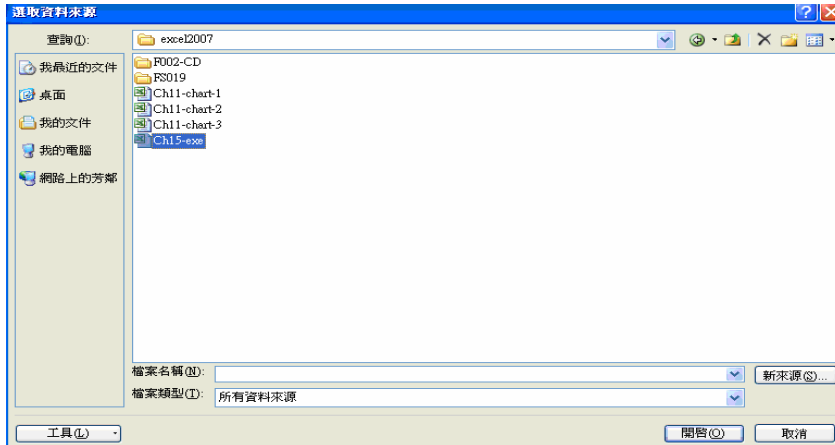 選取資料來源
查詢(I):
excel2007
我最近的文件
桌面
我的文件
我的電腦
網路上的芳鄰
F002-CD
FS019
Ch11-chart-1
Ch11-chart-2
Ch11-chart-3
Ch15-exe
檔案名稱(N):
新來源(S)...
檔案類型(T):
所有資料來源
工具(L)
開啓(O)
取消